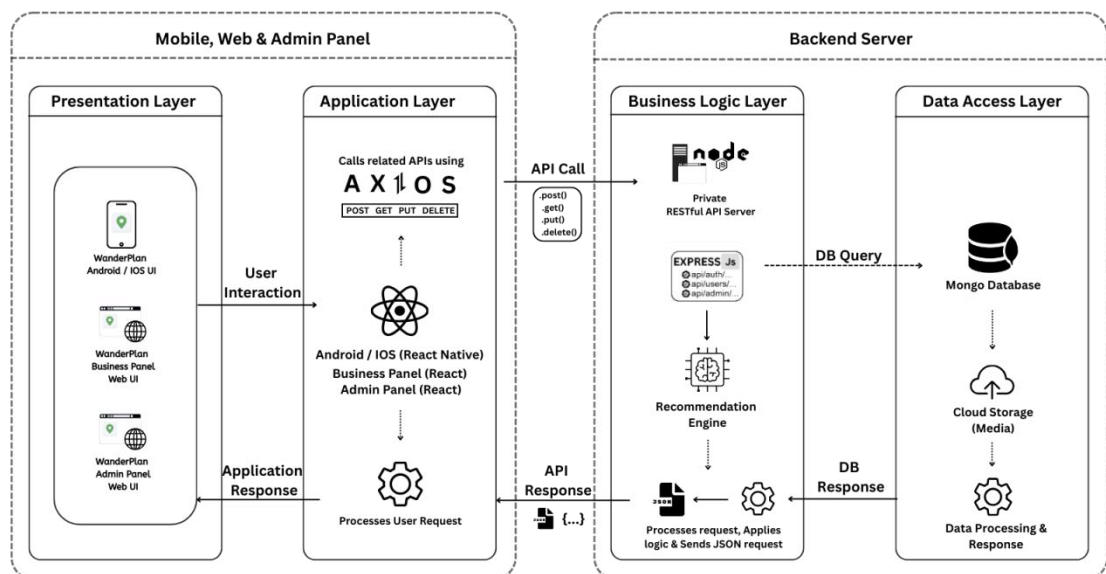 Mobile, Web & Admin Panel
Presentation Layer
WanderPlan
Android / IOS UI
WanderPlan
Business Panel
Web UI
WanderPlan
Admin Panel
Web UI
User
Interaction
Application
Response
Application Layer
Calls related APIs using
AXIOS
POST GET PUT DELETE
Android / IOS (React Native)
Business Panel (React)
Admin Panel (React)
Processes User Request
API Call
.post()
.get()
.put()
.delete()
API
Response
JSON
{...}
Backend Server
Business Logic Layer
node
JS
Private
RESTful API Server
EXPRESS Js
api/auth/...
api/users/...
api/admin/...
Recommendation
Engine
JSON
Processes request, Applies
logic & Sends JSON request
DB Query
DB
Response
Data Access Layer
Mongo Database
Cloud Storage
(Media)
Data Processing &
Response